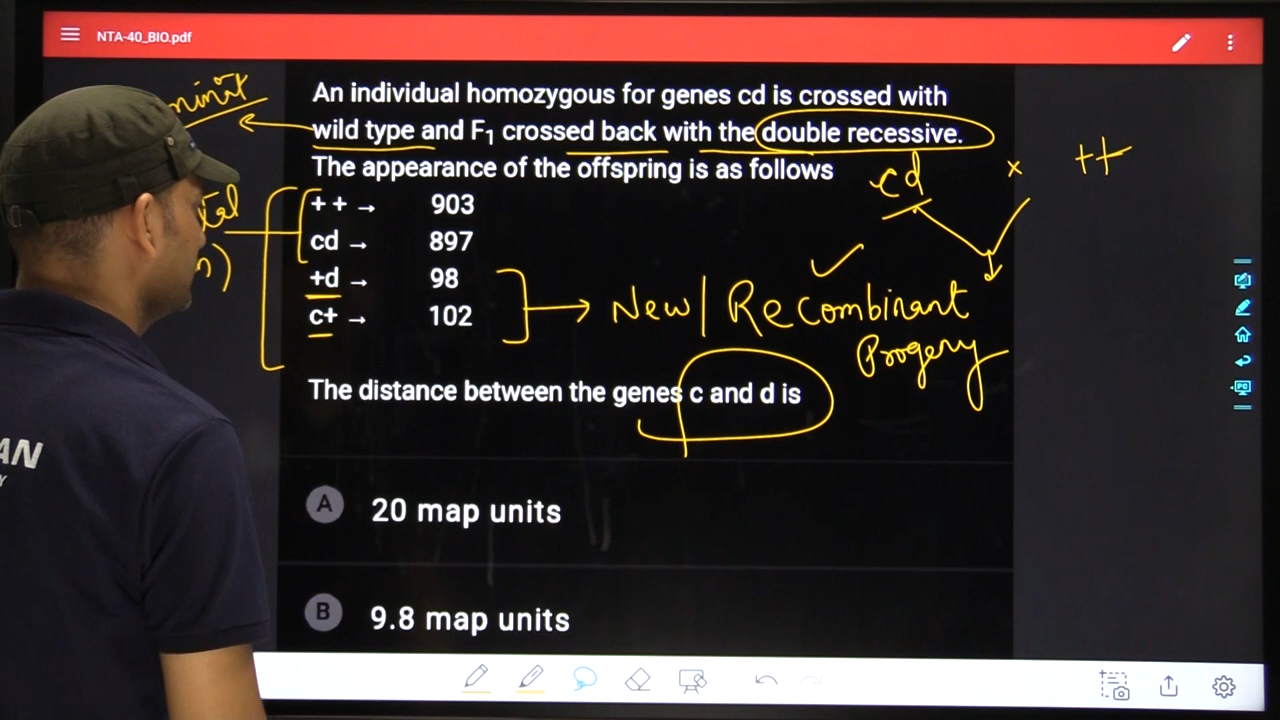 NTA-40_BIO.pdf
An individual homozygous for genes cd is crossed with
wild type and F₁ crossed back with the double recessive.
The appearance of the offspring is as follows
cd × ++
+ + → 903
cd → 897
+d → 98
c+ → 102
New/Recombinant
Progeny
The distance between the genes c and d is
A 20 map units
B 9.8 map units
PC